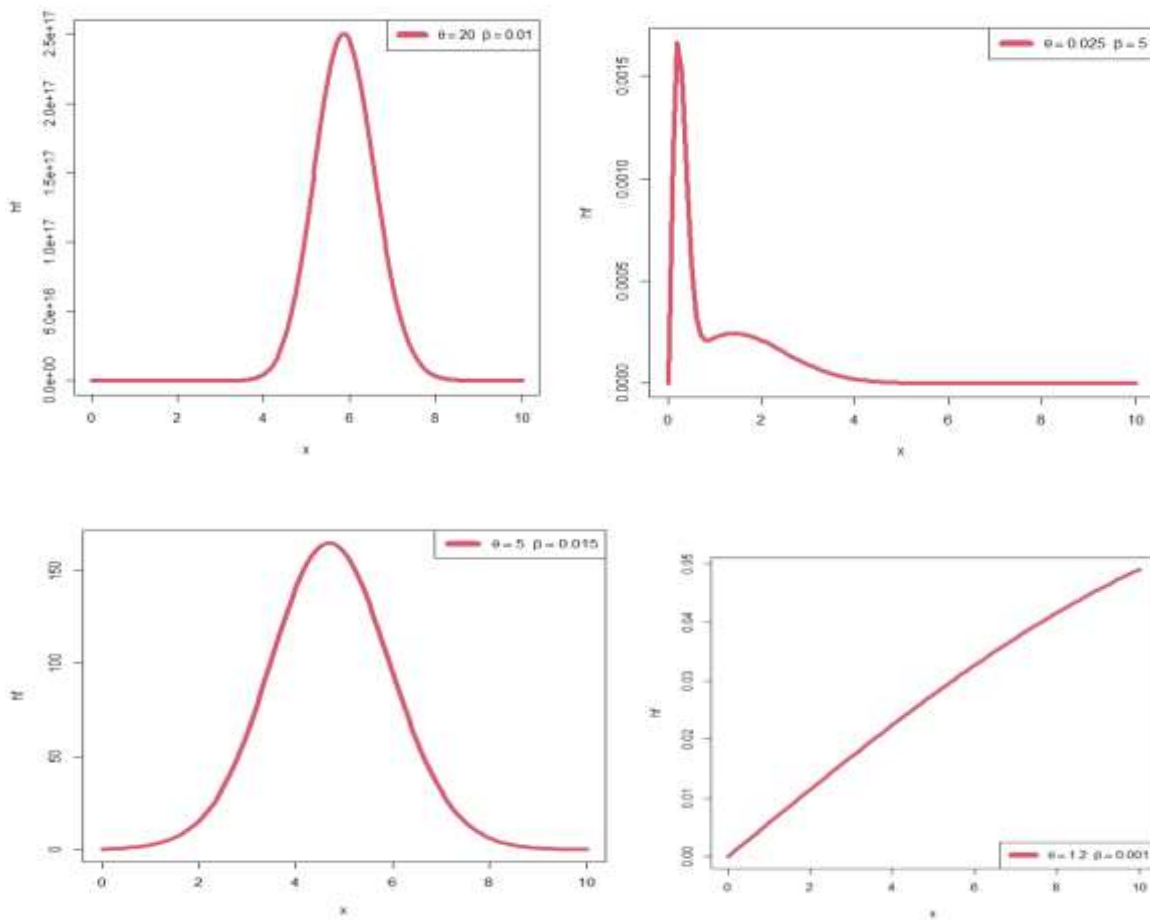 θ = 20 β = 0.01
2.5e+17
2.0e+17
1.5e+17
1.0e+17
5.0e+16
0.0e+00
hf
0 2 4 6 8 10
x
θ = 0.025 β = 5
0.0015
0.0010
0.0005
0.0000
hf
0 2 4 6 8 10
x
θ = 5 β = 0.015
150
100
50
0
hf
0 2 4 6 8 10
x
0.05
0.04
0.03
0.02
0.01
0.00
hf
θ = 1.2 β = 0.001
0 2 4 6 8 10
x